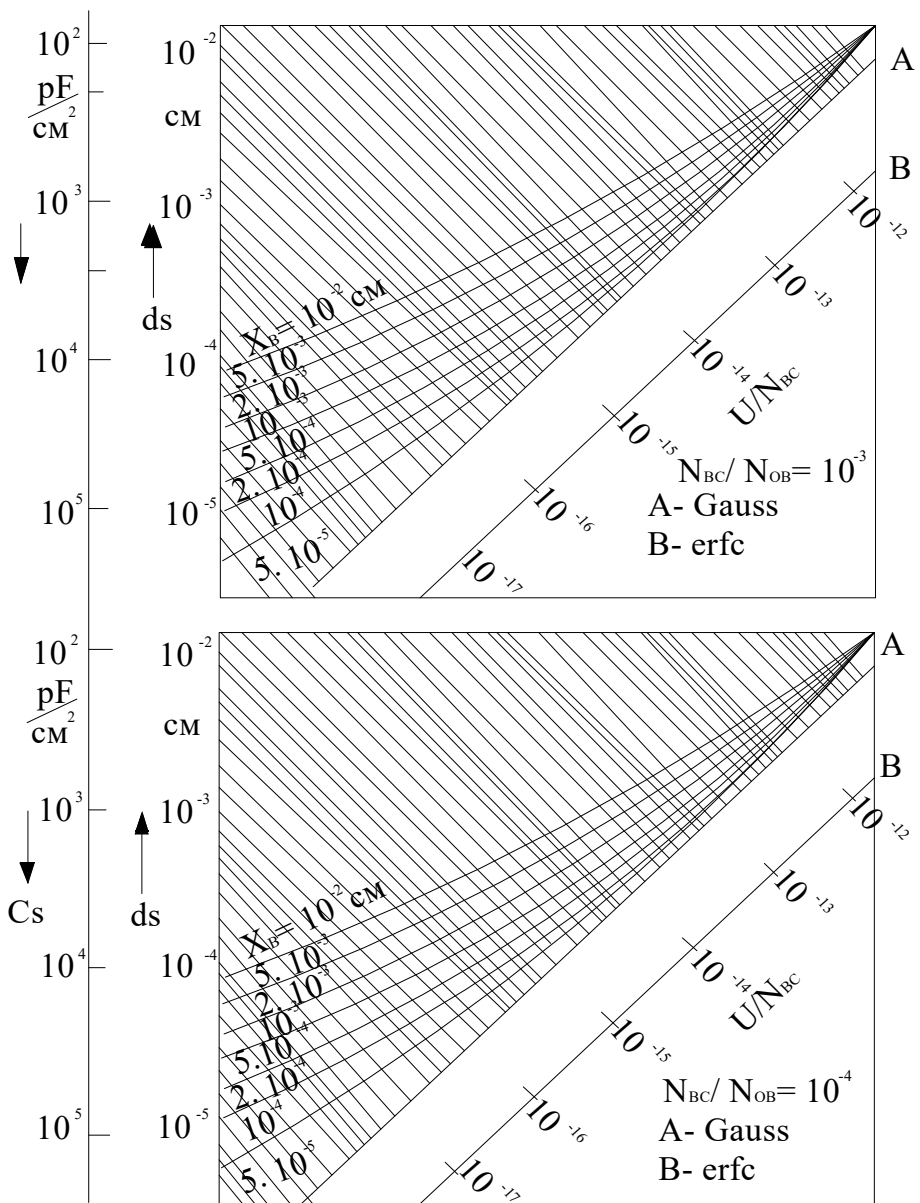 10² pF/см² 10³ 10⁴ 10⁵
10⁻² см 10⁻³ ds 10⁻⁴ 10⁻⁵
A
B
X_B= 10⁻² см
5. 10⁻³
2. 10⁻³
10⁻³
5. 10⁻⁴
2. 10⁻⁴
10⁻⁴
5. 10⁻⁵
10⁻¹²
10⁻¹³
10⁻¹⁴
10⁻¹⁵
10⁻¹⁶
10⁻¹⁷
U/N_BC
N_BC/ N_OB= 10⁻³
A- Gauss
B- erfc
10² pF/см² 10³ Cs 10⁴ 10⁵
10⁻² см 10⁻³ ds 10⁻⁴ 10⁻⁵
A
B
X_B= 10⁻² см
5. 10⁻³
2. 10⁻³
10⁻³
5.10⁻⁴
2. 10⁻⁴
10⁻⁴
5. 10⁻⁵
10⁻¹²
10⁻¹³
10⁻¹⁴
10⁻¹⁵
10⁻¹⁶
10⁻¹⁷
U/N_BC
N_BC/ N_OB= 10⁻⁴
A- Gauss
B- erfc